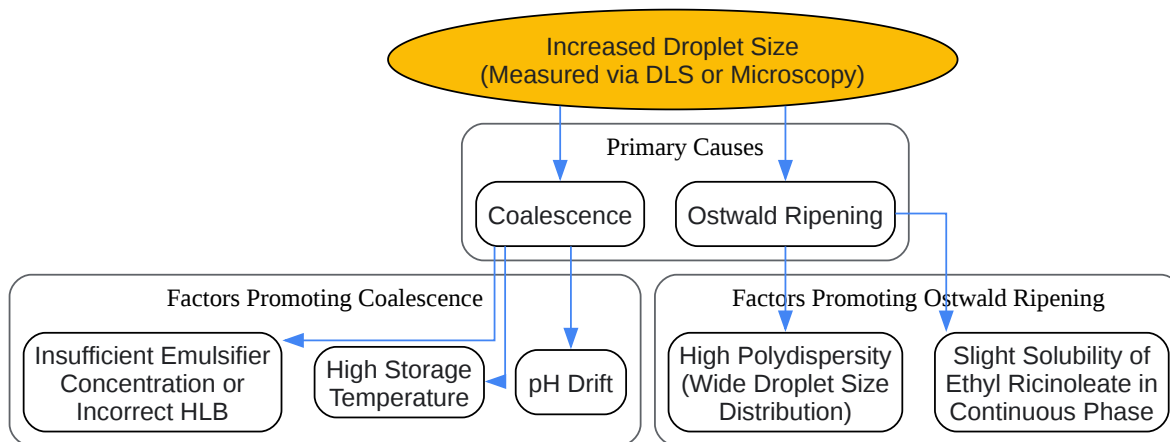 Increased Droplet Size
(Measured via DLS or Microscopy)
Primary Causes
Coalescence
Ostwald Ripening
Factors Promoting Coalescence
Insufficient Emulsifier
Concentration or
Incorrect HLB
High Storage
Temperature
pH Drift
Factors Promoting Ostwald Ripening
High Polydispersity
(Wide Droplet Size
Distribution)
Slight Solubility of
Ethyl Ricinoleate in
Continuous Phase